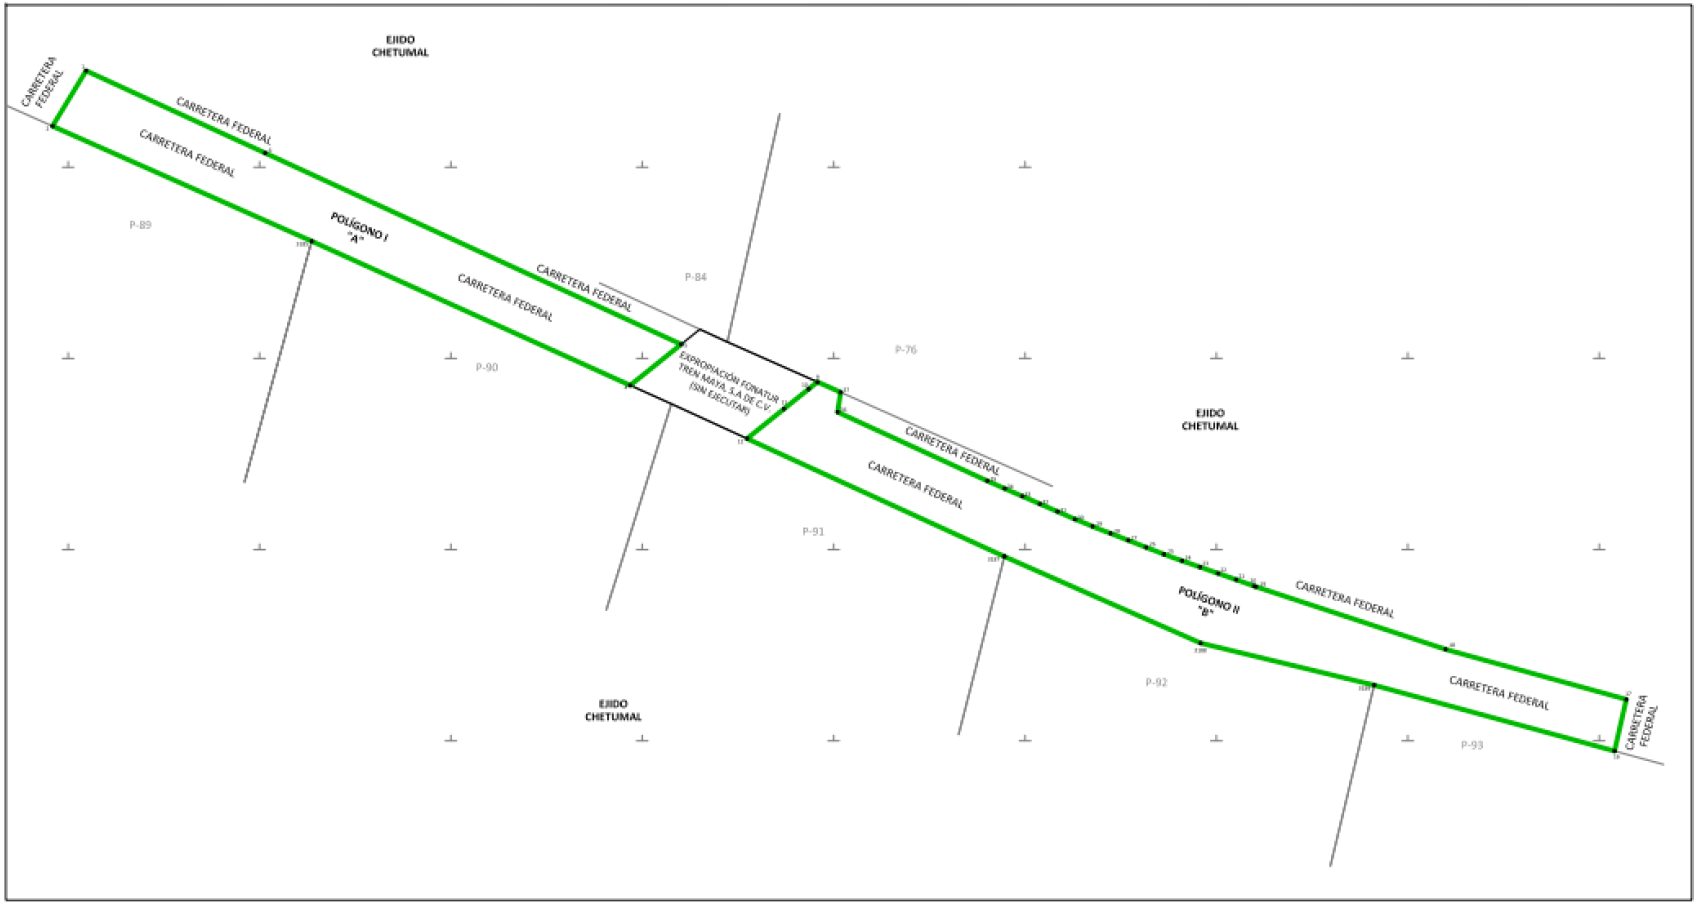 EJIDO
CHETUMAL
CARRETERA
FEDERAL
CARRETERA FEDERAL
CARRETERA FEDERAL
P-89
POLÍGONO I
"A"
CARRETERA FEDERAL
CARRETERA FEDERAL
P-84
P-90
P-76
EXPROPIACIÓN FONATUR
TREN MAYA, S.A DE C.V.
(SIN EJECUTAR)
EJIDO
CHETUMAL
CARRETERA FEDERAL
CARRETERA FEDERAL
P-91
POLÍGONO II
"B"
CARRETERA FEDERAL
EJIDO
CHETUMAL
P-92
CARRETERA FEDERAL
P-93
CARRETERA
FEDERAL